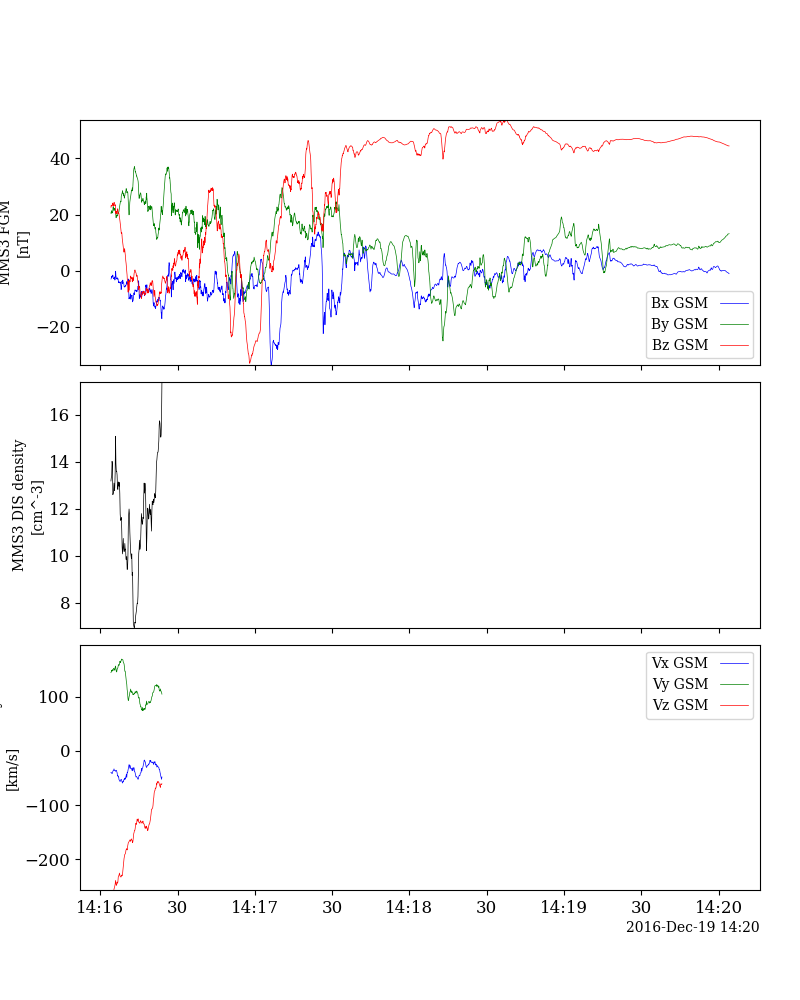 MMS3 FGM
[nT]
40
20
0
−20
Bx GSM
By GSM
Bz GSM
MMS3 DIS density
[cm^-3]
16
14
12
10
8
[km/s]
100
0
−100
−200
Vx GSM
Vy GSM
Vz GSM
14:16 30 14:17 30 14:18 30 14:19 30 14:20
2016-Dec-19 14:20